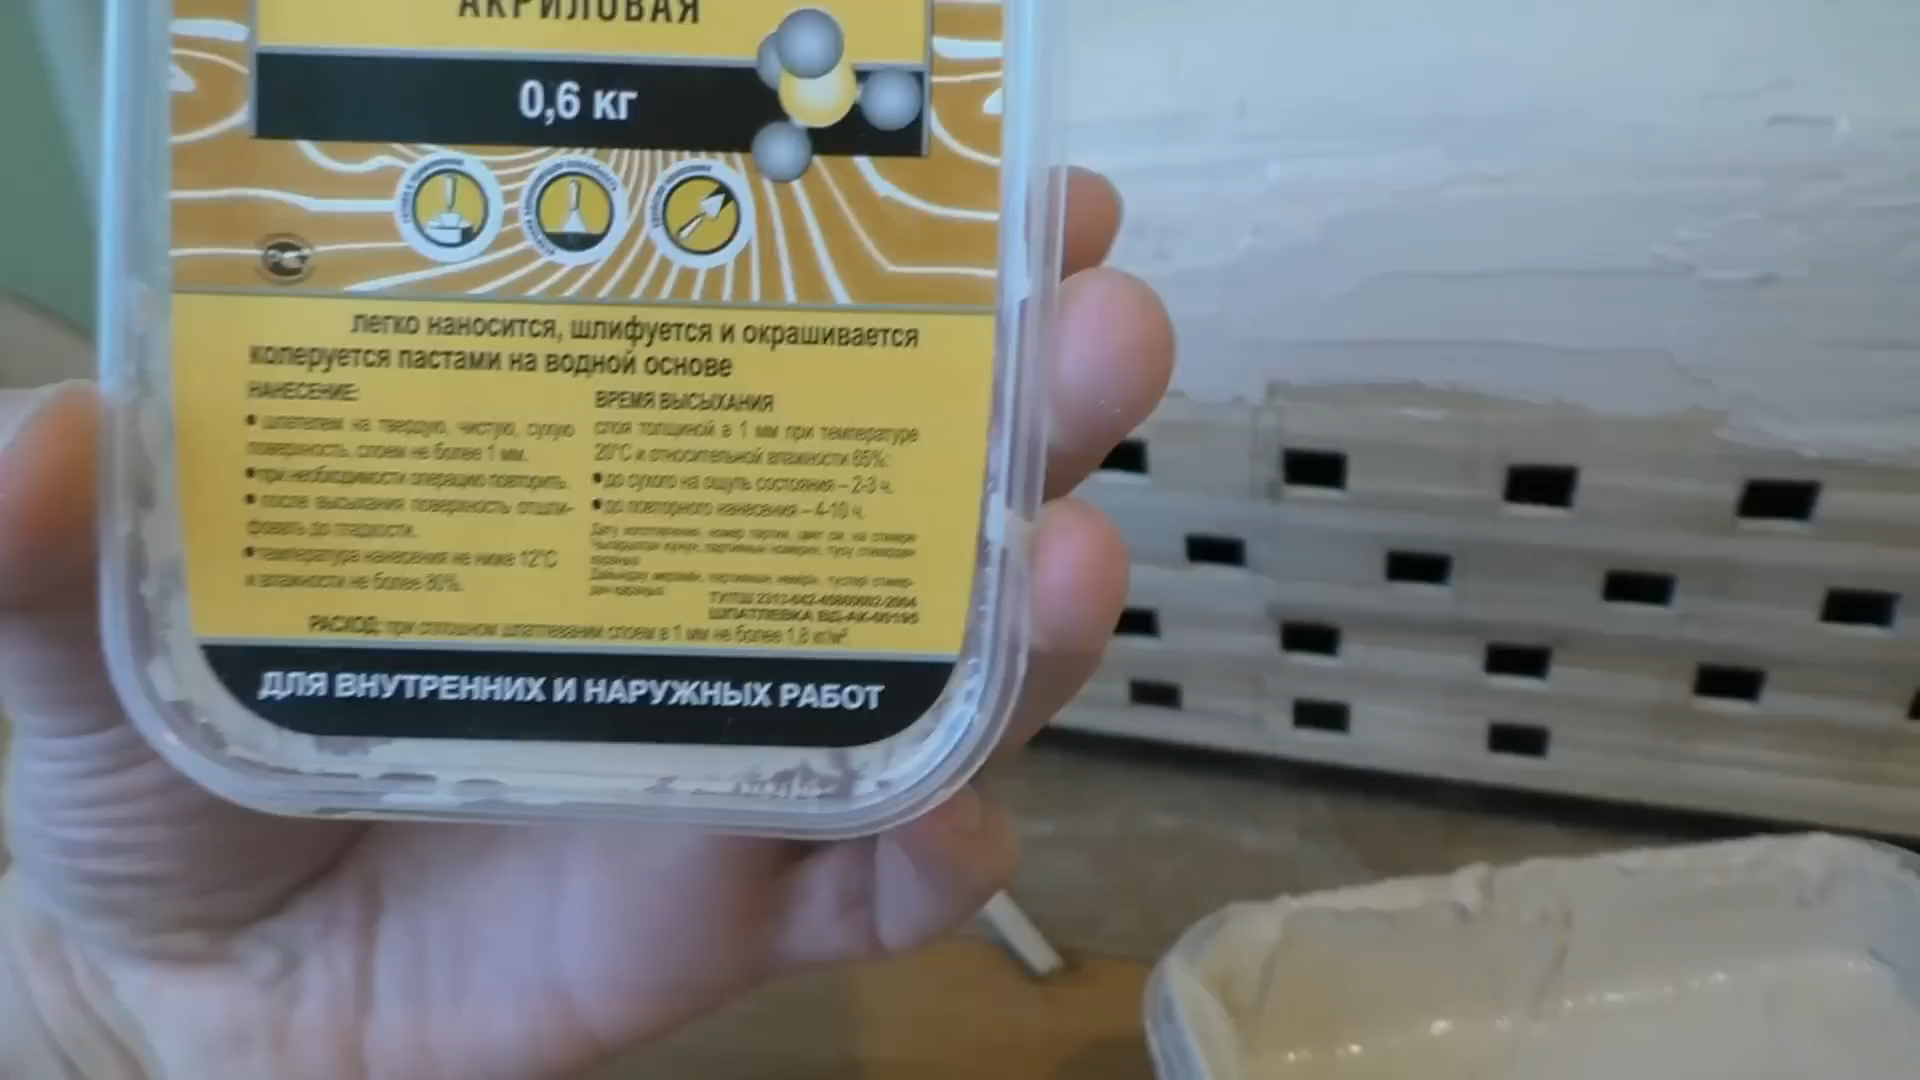 АКРИЛОВАЯ
0,6 кг
легко наносится, шлифуется и окрашивается
колеруется пастами на водной основе
НАНЕСЕНИЕ:
• шпателем на твердую, чистую, сухую
поверхность, слоем не более 1 мм.
• при необходимости операцию повторить.
• после высыхания поверхность отшли-
фовать до гладкости.
• температура нанесения не ниже 12°С
и влажности не более 80%.
ВРЕМЯ ВЫСЫХАНИЯ
слоя толщиной в 1 мм при температуре
20°С и относительной влажности 65%:
• до сухого на ощупь состояния – 2-3 ч.
• до повторного нанесения – 4-10 ч.
ШПАТЛЕВКА ВД-АК-
РАСХОД: при сплошном шпатлевании слоем в 1 мм не более 1,8 кг/м²
ДЛЯ ВНУТРЕННИХ И НАРУЖНЫХ РАБОТ